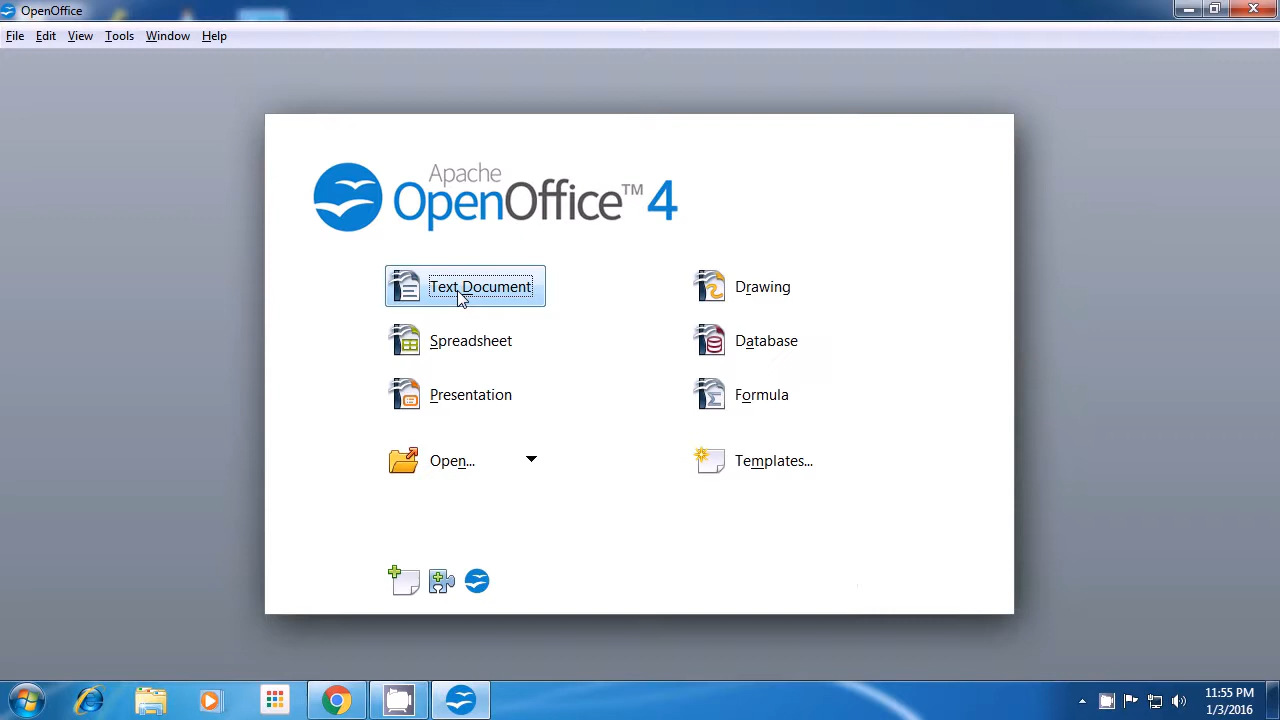 OpenOffice
File Edit View Tools Window Help
Apache
OpenOffice™ 4
Text Document
Drawing
Spreadsheet
Database
Presentation
Formula
Open...
Templates...
11:55 PM
1/3/2016